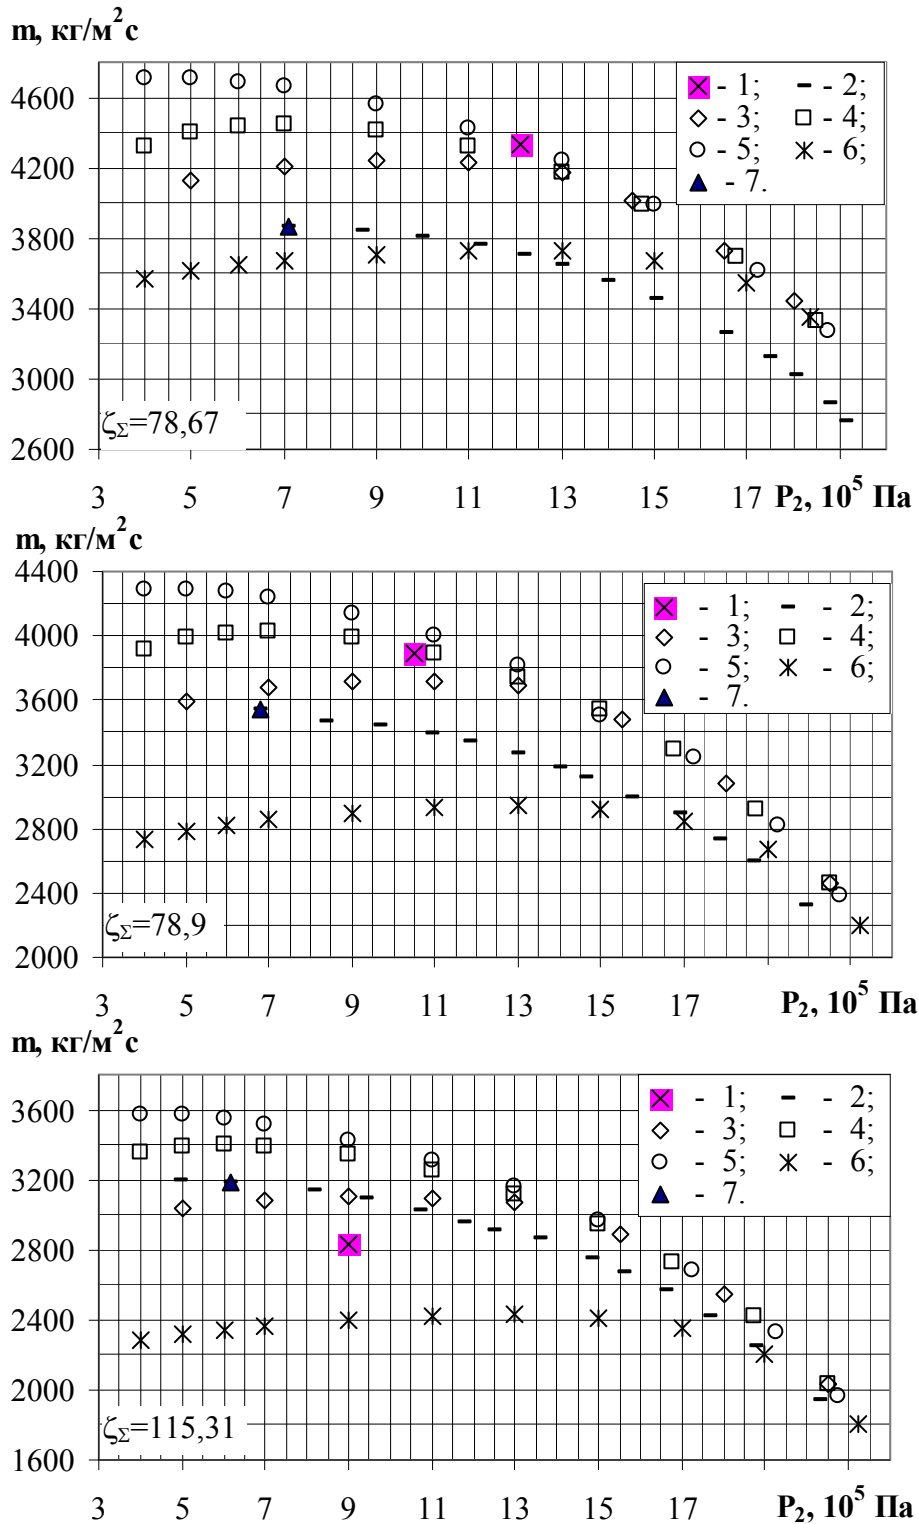 m, кг/м²с
4600
4200
3800
3400
3000
2600
- 1; - 2;
- 3; - 4;
- 5; - 6;
- 7.
ζΣ=78,67
3 5 7 9 11 13 15 17 P₂, 10⁵ Па
m, кг/м²с
4400
4000
3600
3200
2800
2400
2000
- 1; - 2;
- 3; - 4;
- 5; - 6;
- 7.
ζΣ=78,9
3 5 7 9 11 13 15 17 P₂, 10⁵ Па
m, кг/м²с
3600
3200
2800
2400
2000
1600
- 1; - 2;
- 3; - 4;
- 5; - 6;
- 7.
ζΣ=115,31
3 5 7 9 11 13 15 17 P₂, 10⁵ Па